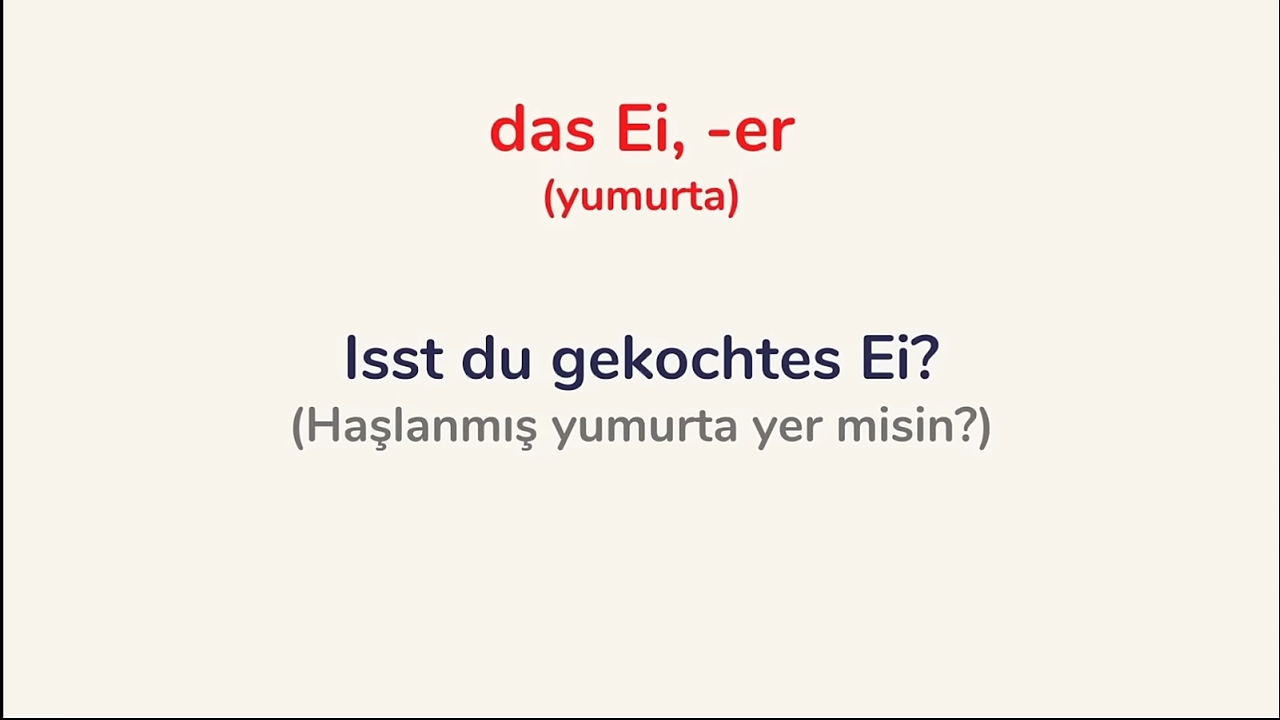 das Ei, -er
(yumurta)
Isst du gekochtes Ei?
(Haşlanmış yumurta yer misin?)